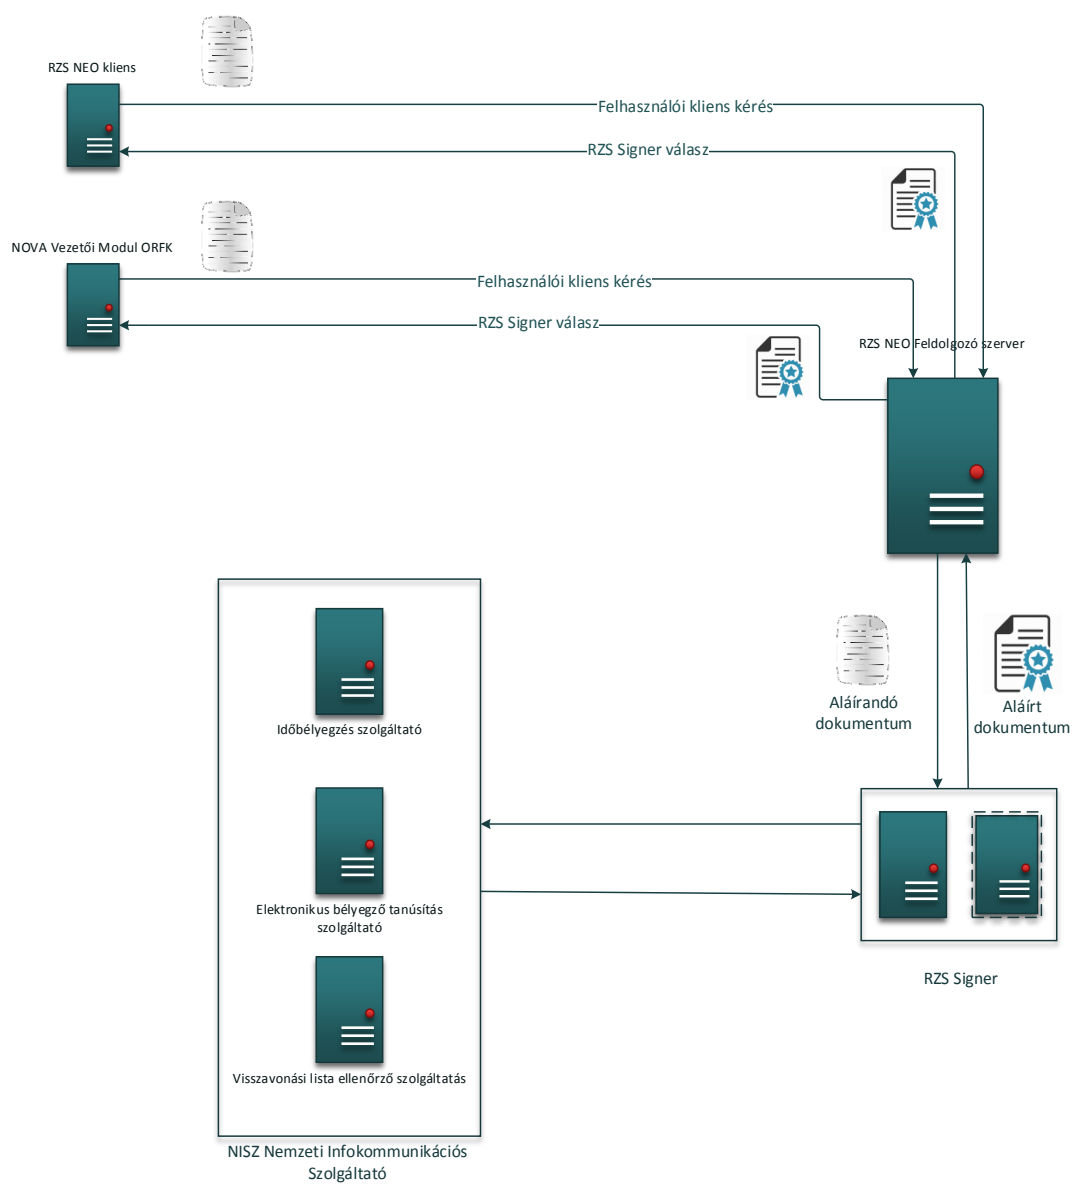 RZS NEO kliens
Felhasználói kliens kérés
RZS Signer válasz
NOVA Vezetői Modul ORFK
Felhasználói kliens kérés
RZS Signer válasz
RZS NEO Feldolgozó szerver
Aláírandó
dokumentum
Aláírt
dokumentum
Időbélyegzés szolgáltató
Elektronikus bélyegző tanúsítás
szolgáltató
RZS Signer
Visszavonási lista ellenőrző szolgáltatás
NISZ Nemzeti Infokommunikációs
Szolgáltató